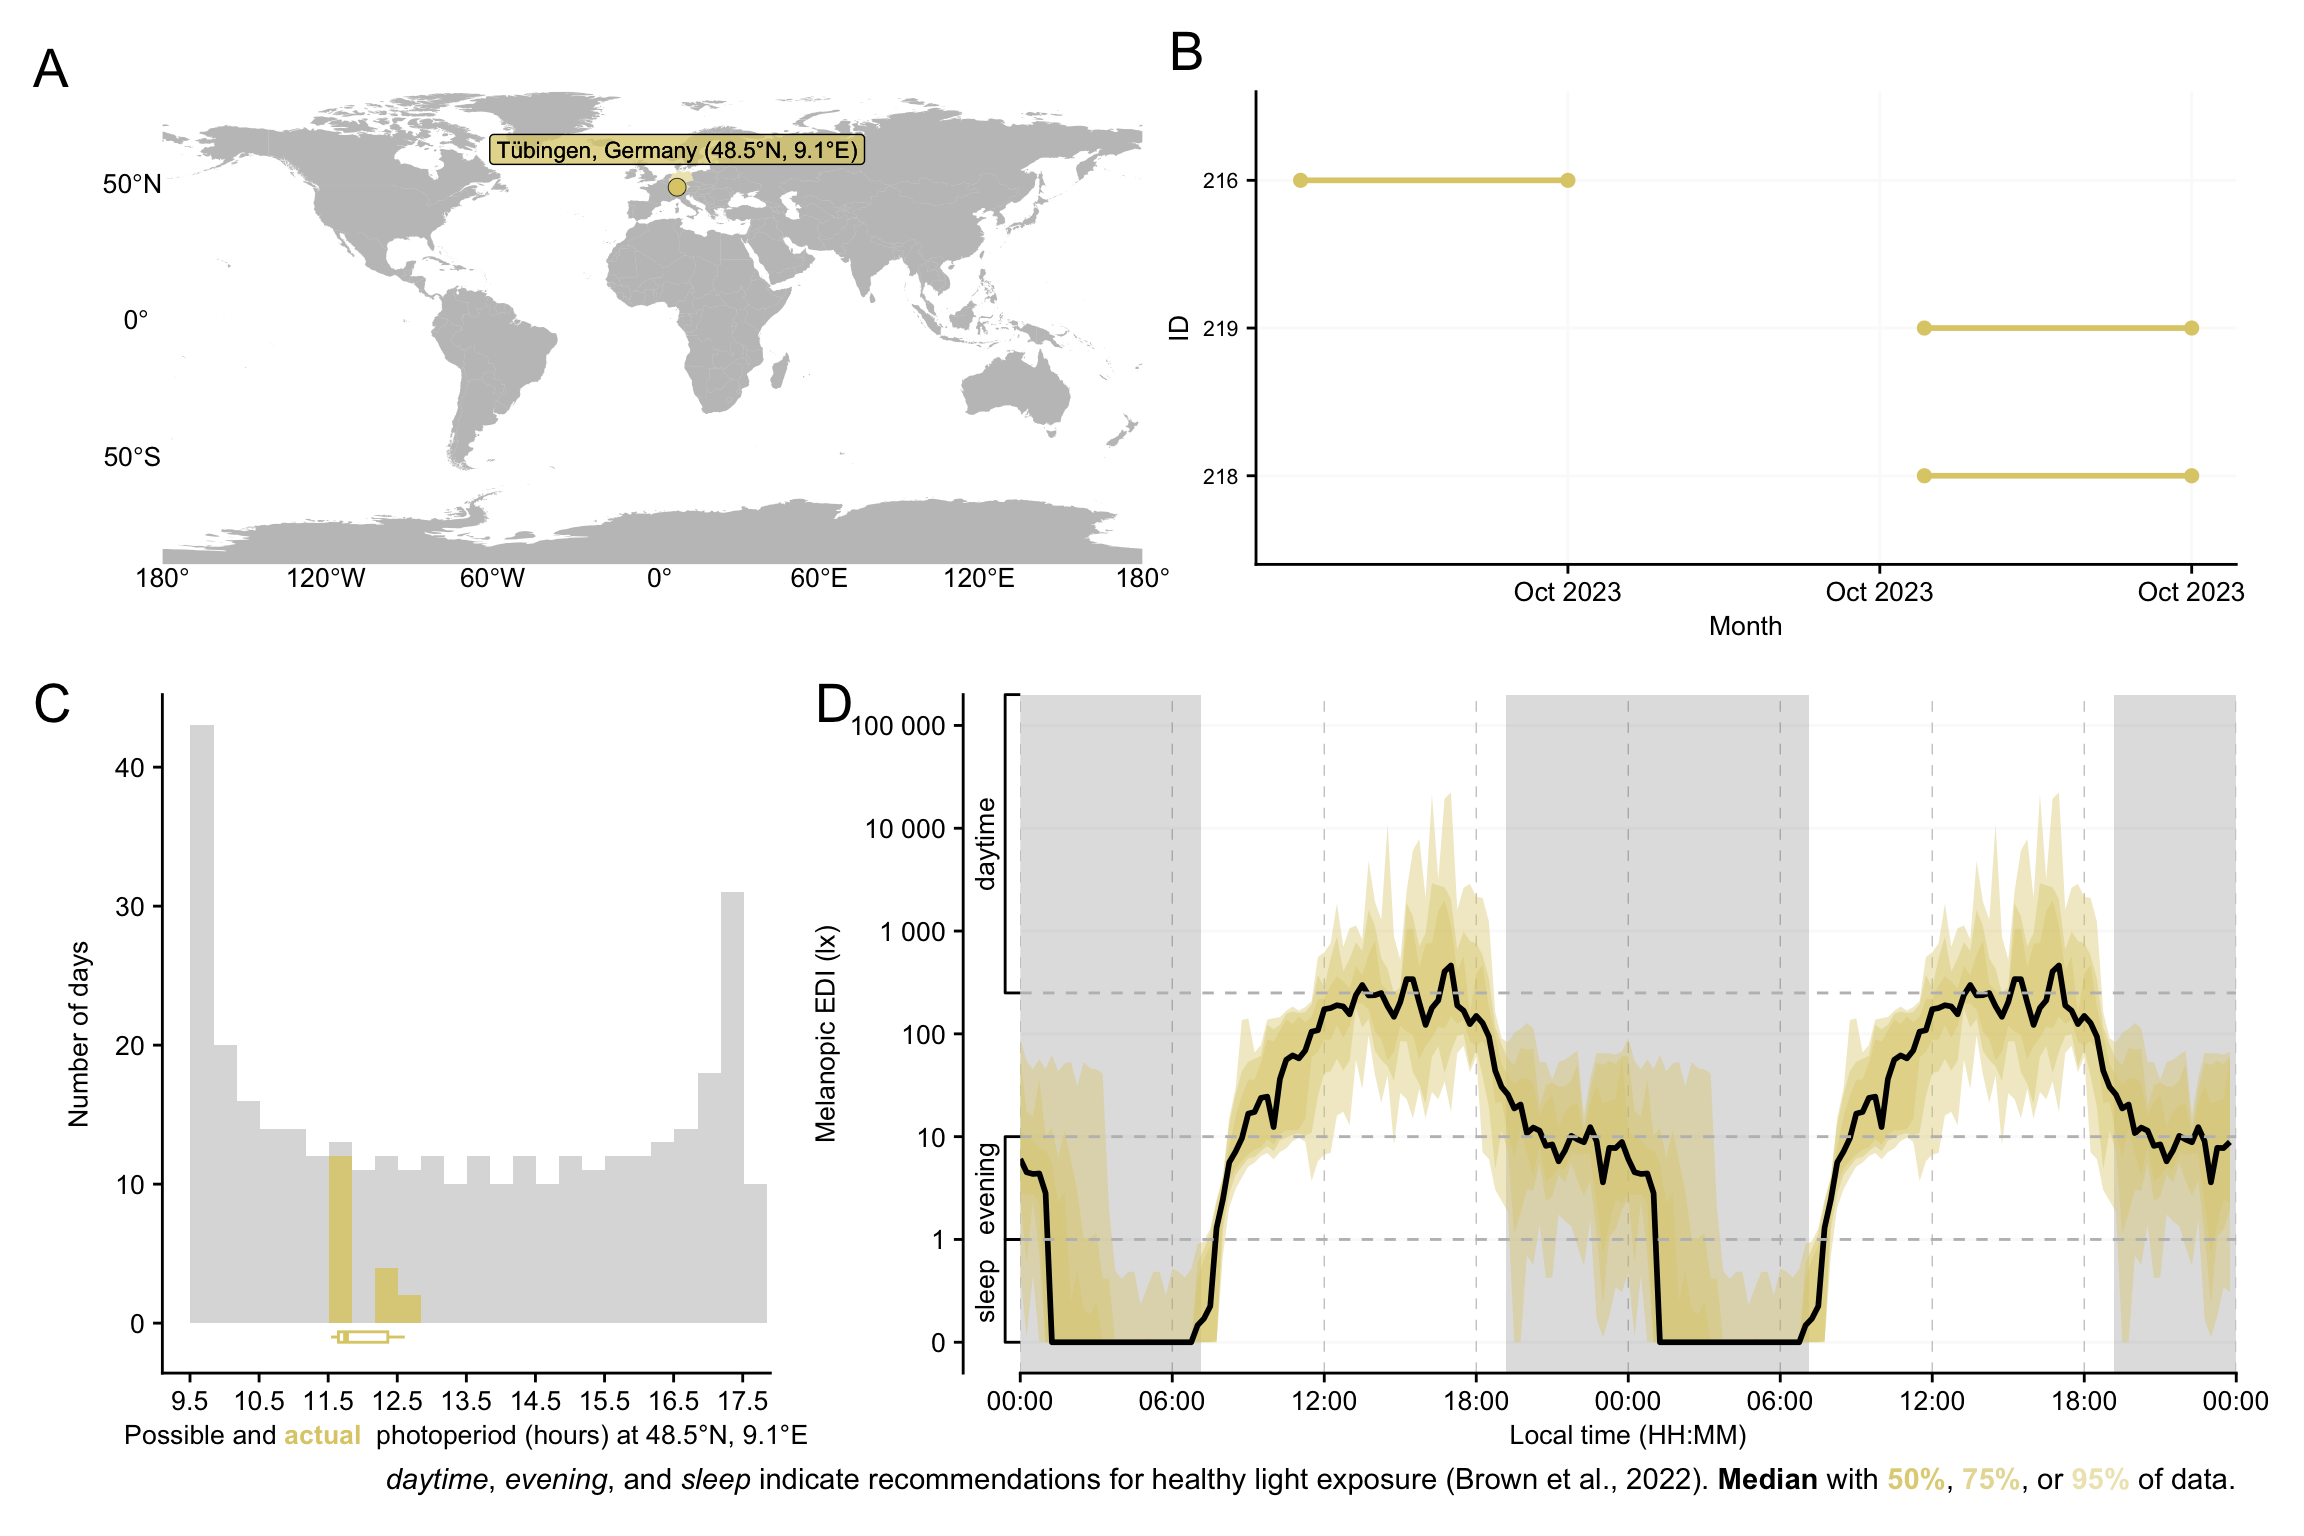 A
Tübingen, Germany (48.5°N, 9.1°E)
50°N
0°
50°S
180°
120°W
60°W
0°
60°E
120°E
180°
B
ID
216
219
218
Oct 2023
Oct 2023
Oct 2023
Month
C
Number of days
40
30
20
10
0
9.5
10.5
11.5
12.5
13.5
14.5
15.5
16.5
17.5
Possible and actual photoperiod (hours) at 48.5°N, 9.1°E
D
Melanopic EDI (lx)
100 000
10 000
1 000
100
10
1
0
daytime
evening
sleep
00:00
06:00
12:00
18:00
00:00
06:00
12:00
18:00
00:00
Local time (HH:MM)
daytime, evening, and sleep indicate recommendations for healthy light exposure (Brown et al., 2022). Median with 50%, 75%, or 95% of data.